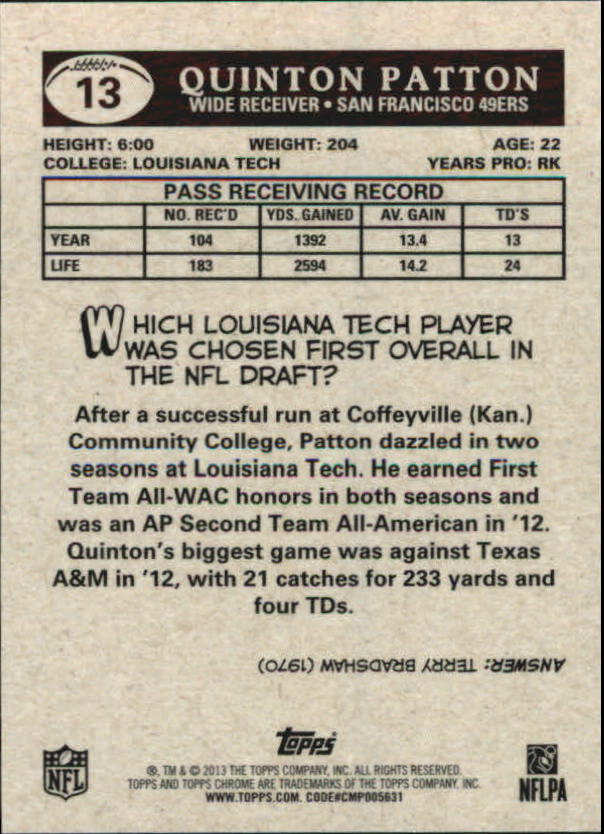 13
QUINTON PATTON
WIDE RECEIVER • SAN FRANCISCO 49ERS
HEIGHT: 6:00 WEIGHT: 204 AGE: 22
COLLEGE: LOUISIANA TECH YEARS PRO: RK
PASS RECEIVING RECORD
NO. REC'D YDS. GAINED AV. GAIN TD'S
YEAR 104 1392 13.4 13
LIFE 183 2594 14.2 24
WHICH LOUISIANA TECH PLAYER
WAS CHOSEN FIRST OVERALL IN
THE NFL DRAFT?
After a successful run at Coffeyville (Kan.)
Community College, Patton dazzled in two
seasons at Louisiana Tech. He earned First
Team All-WAC honors in both seasons and
was an AP Second Team All-American in '12.
Quinton's biggest game was against Texas
A&M in '12, with 21 catches for 233 yards and
four TDs.
ANSWER: TERRY BRADSHAW (1970)
Topps
®, TM & © 2013 THE TOPPS COMPANY, INC. ALL RIGHTS RESERVED.
TOPPS AND TOPPS CHROME ARE TRADEMARKS OF THE TOPPS COMPANY, INC.
WWW.TOPPS.COM. CODE#CMP005631
NFL
NFLPA